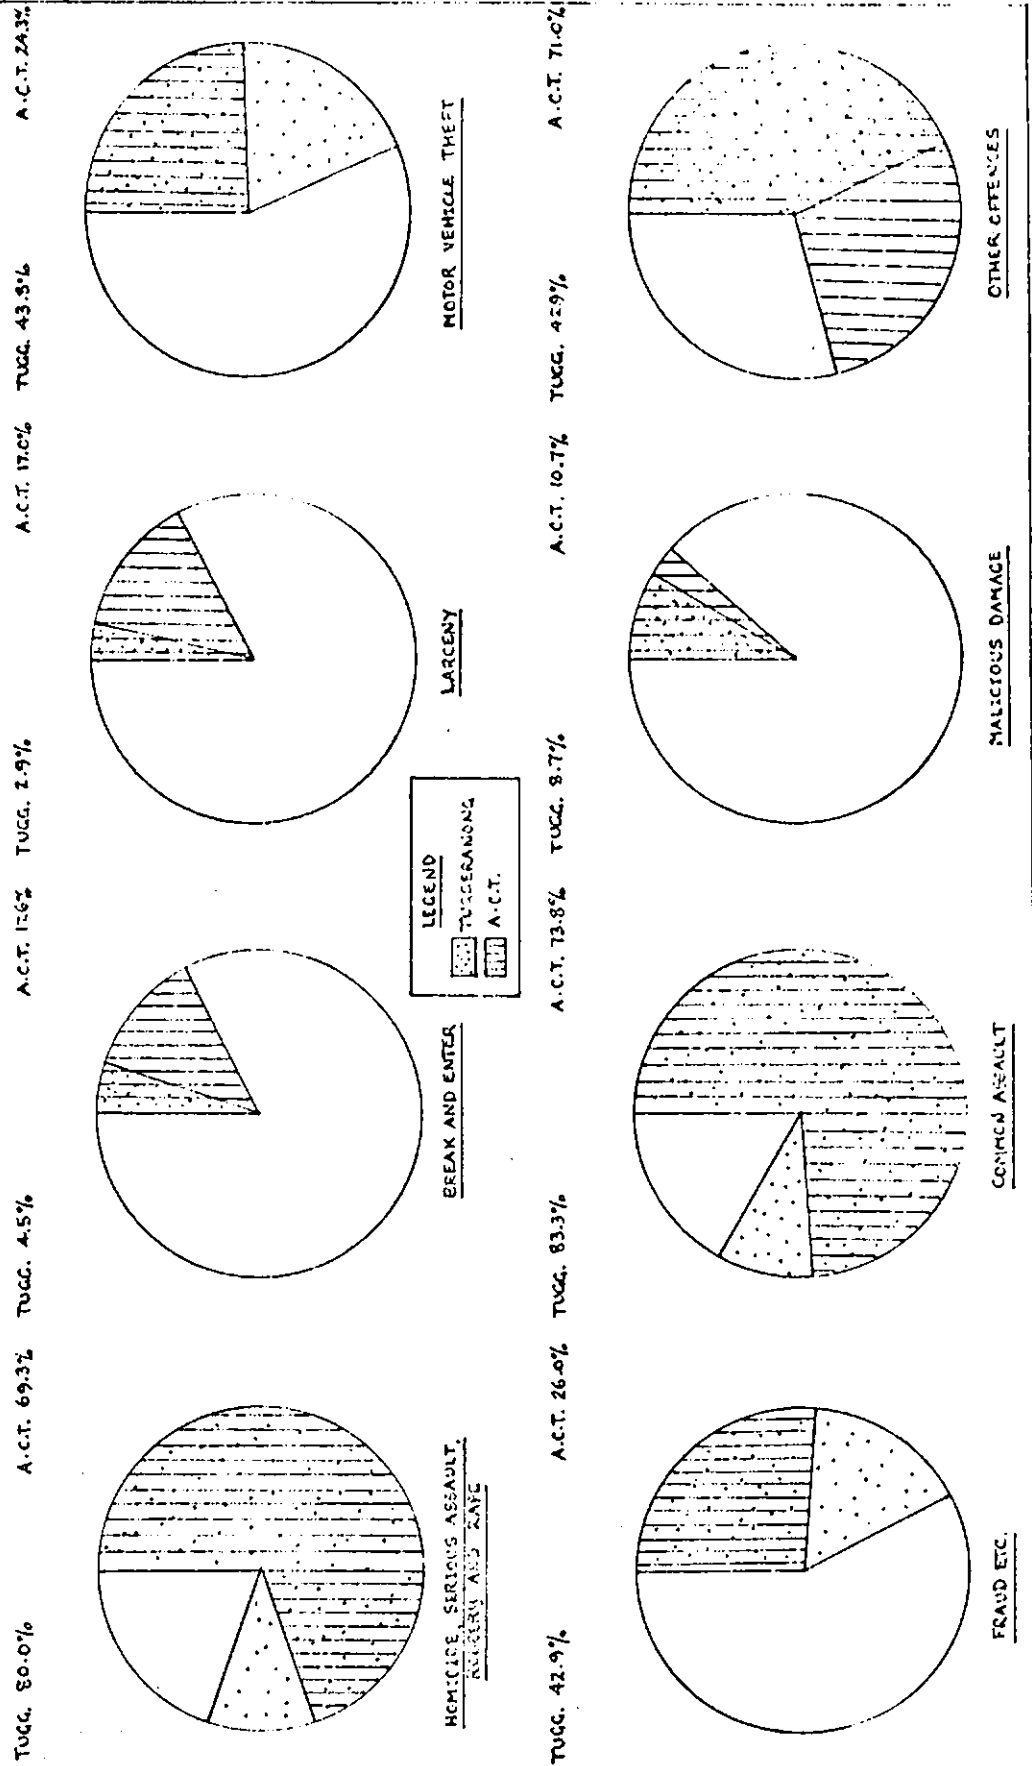 TUGG. 80.0% A.C.T. 69.3% TUGG. 4.5% A.C.T. TUGG. 2.9% A.C.T. 17.0% TUGG. 43.8% A.C.T. 24.3%
HOMICIDE, SERIOUS ASSAULT,
ROBBERY AND RAPE
BREAK AND ENTER
LARCENY
MOTOR VEHICLE THEFT
LEGEND
TUGGERANONG
A.C.T.
TUGG. 42.9% A.C.T. 26.0% TUGG. 83.3% A.C.T. 73.8% TUGG. 8.7% A.C.T. 10.7% TUGG. 42.9% A.C.T. 71.0%
FRAUD ETC.
COMMON ASSAULT
MALICIOUS DAMAGE
OTHER OFFENCES